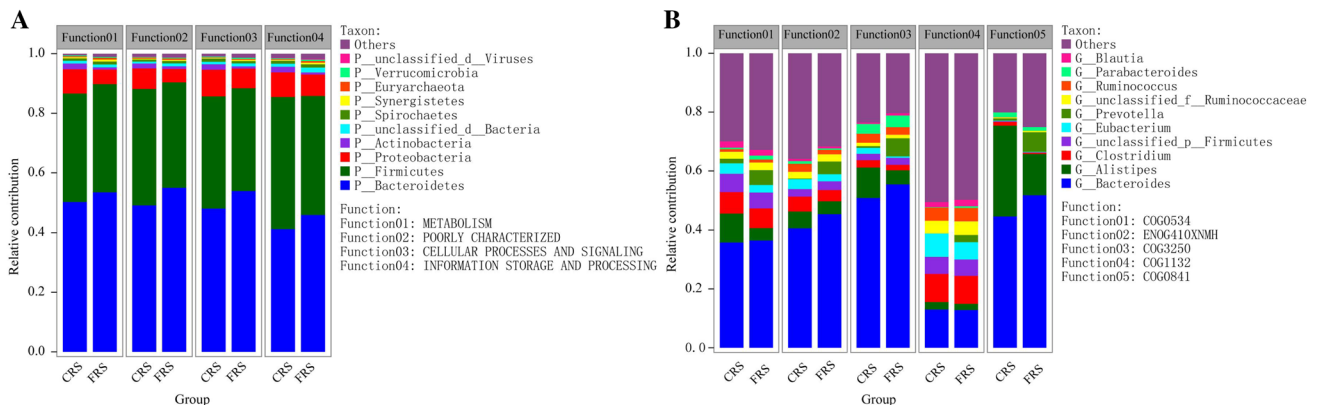 A
Function01 Function02 Function03 Function04
Relative contribution
1.0
0.8
0.6
0.4
0.2
0.0
CRS FRS CRS FRS CRS FRS CRS FRS
Group
Taxon:
Others
P__unclassified_d__Viruses
P__Verrucomicrobia
P__Euryarchaeota
P__Synergistetes
P__Spirochaetes
P__unclassified_d__Bacteria
P__Actinobacteria
P__Proteobacteria
P__Firmicutes
P__Bacteroidetes
Function:
Function01: METABOLISM
Function02: POORLY CHARACTERIZED
Function03: CELLULAR PROCESSES AND SIGNALING
Function04: INFORMATION STORAGE AND PROCESSING
B
Function01 Function02 Function03 Function04 Function05
Relative contribution
1.0
0.8
0.6
0.4
0.2
0.0
CRS FRS CRS FRS CRS FRS CRS FRS CRS FRS
Group
Taxon:
Others
G__Blautia
G__Parabacteroides
G__Ruminococcus
G__unclassified_f__Ruminococcaceae
G__Prevotella
G__Eubacterium
G__unclassified_p__Firmicutes
G__Clostridium
G__Alistipes
G__Bacteroides
Function:
Function01: COG0534
Function02: ENOG410XNMH
Function03: COG3250
Function04: COG1132
Function05: COG0841